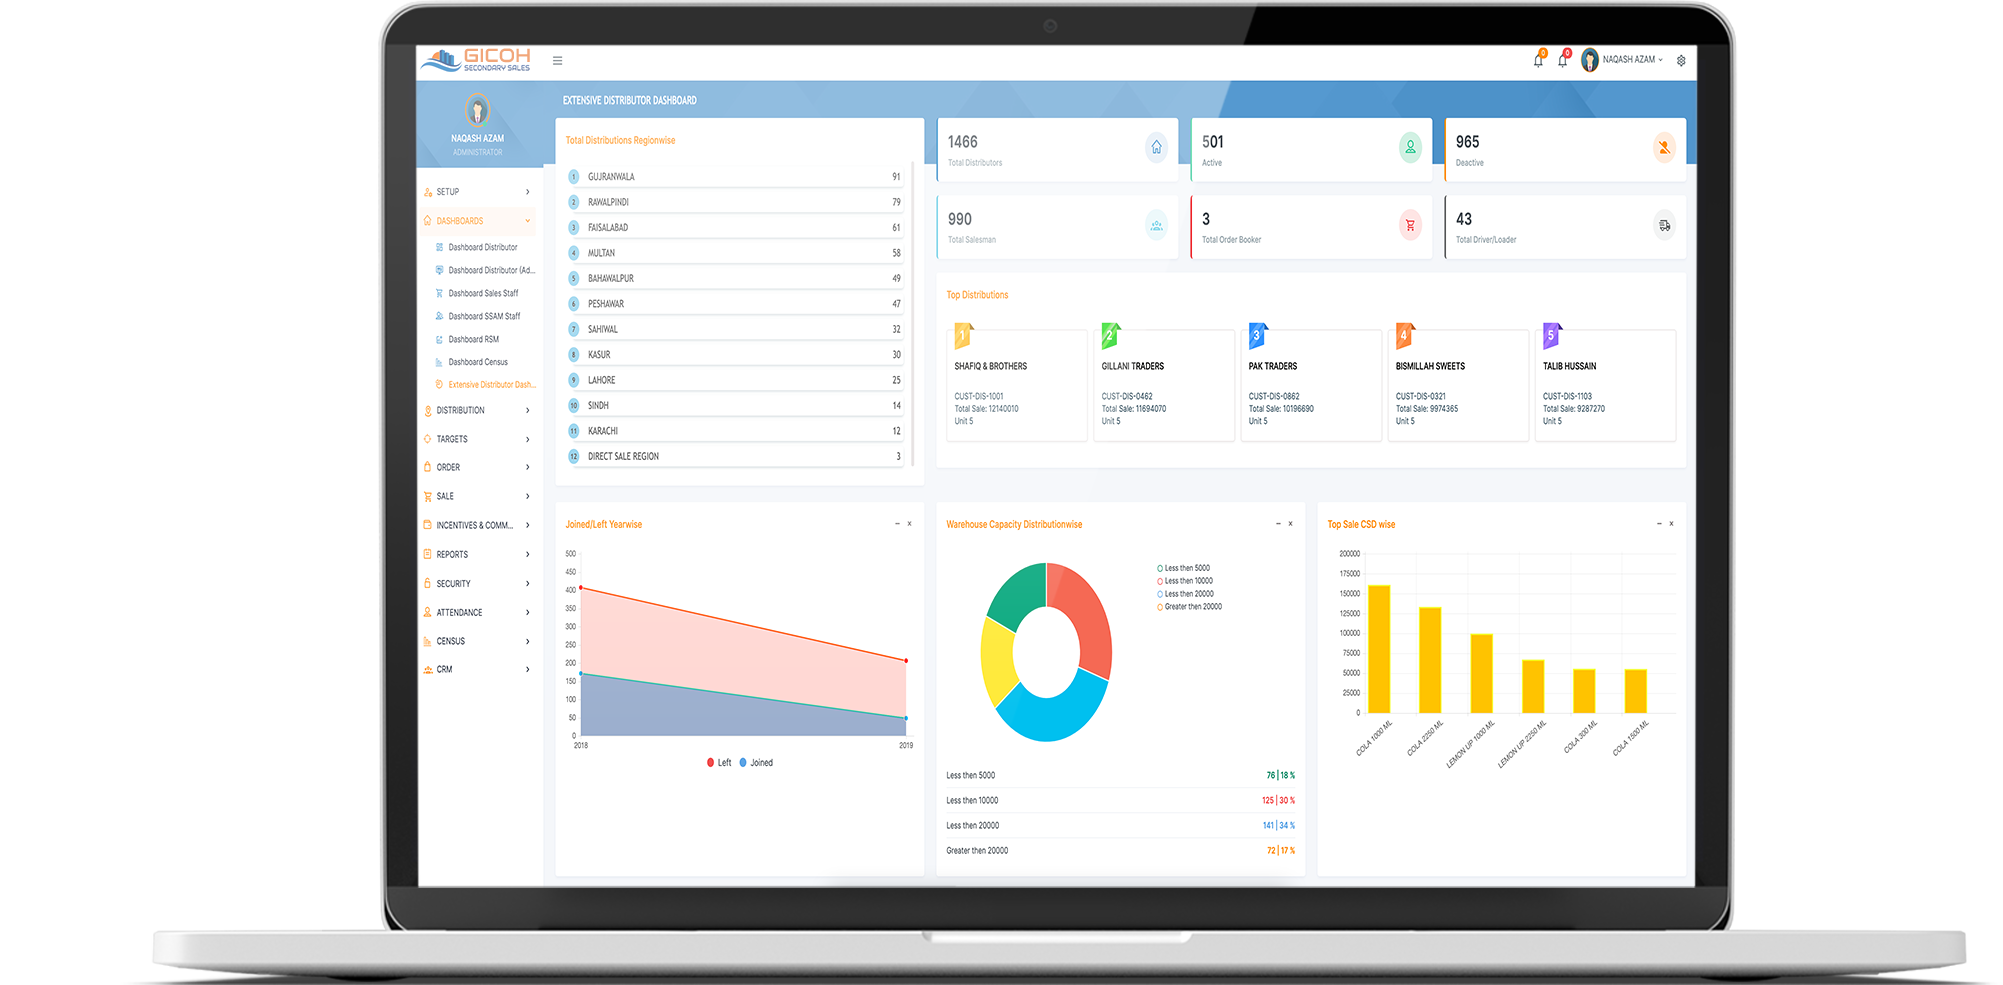 GICOH
SECONDARY SALES
0
0
NAQASH AZAM
NAQASH AZAM
ADMINISTRATOR
SETUP
DASHBOARDS
Dashboard Distributor
Dashboard Distributor (Ad...
Dashboard Sales Staff
Dashboard SSAM Staff
Dashboard RSM
Dashboard Census
Extensive Distributor Dash...
DISTRIBUTION
TARGETS
ORDER
SALE
INCENTIVES & COMM...
REPORTS
SECURITY
ATTENDANCE
CENSUS
CRM
EXTENSIVE DISTRIBUTOR DASHBOARD
Total Distributions Regionwise
1 GUJRANWALA 91
2 RAWALPINDI 79
3 FAISALABAD 61
4 MULTAN 58
5 BAHAWALPUR 49
6 PESHAWAR 47
7 SAHIWAL 32
8 KASUR 30
9 LAHORE 25
10 SINDH 14
11 KARACHI 12
12 DIRECT SALE REGION 3
1466
Total Distributors
501
Active
965
Deactive
990
Total Salesman
3
Total Order Booker
43
Total Driver/Loader
Top Distributions
1
SHAFIQ & BROTHERS
CUST-DIS-1001
Total Sale: 12140010
Unit 5
2
GILLANI TRADERS
CUST-DIS-0462
Total Sale: 11694070
Unit 5
3
PAK TRADERS
CUST-DIS-0862
Total Sale: 10196690
Unit 5
4
BISMILLAH SWEETS
CUST-DIS-0321
Total Sale: 9974365
Unit 5
5
TALIB HUSSAIN
CUST-DIS-1103
Total Sale: 9287270
Unit 5
Joined/Left Yearwise
500
450
400
350
300
250
200
150
100
50
0
2018 2019
Left Joined
Warehouse Capacity Distributionwise
Less then 5000
Less then 10000
Less then 20000
Greater then 20000
Less then 5000 76 | 18 %
Less then 10000 125 | 30 %
Less then 20000 141 | 34 %
Greater then 20000 72 | 17 %
Top Sale CSD wise
200000
175000
150000
125000
100000
75000
50000
25000
0
COLA 1000 ML
COLA 2250 ML
LEMON UP 1000 ML
LEMON UP 2250 ML
COLA 300 ML
COLA 1500 ML